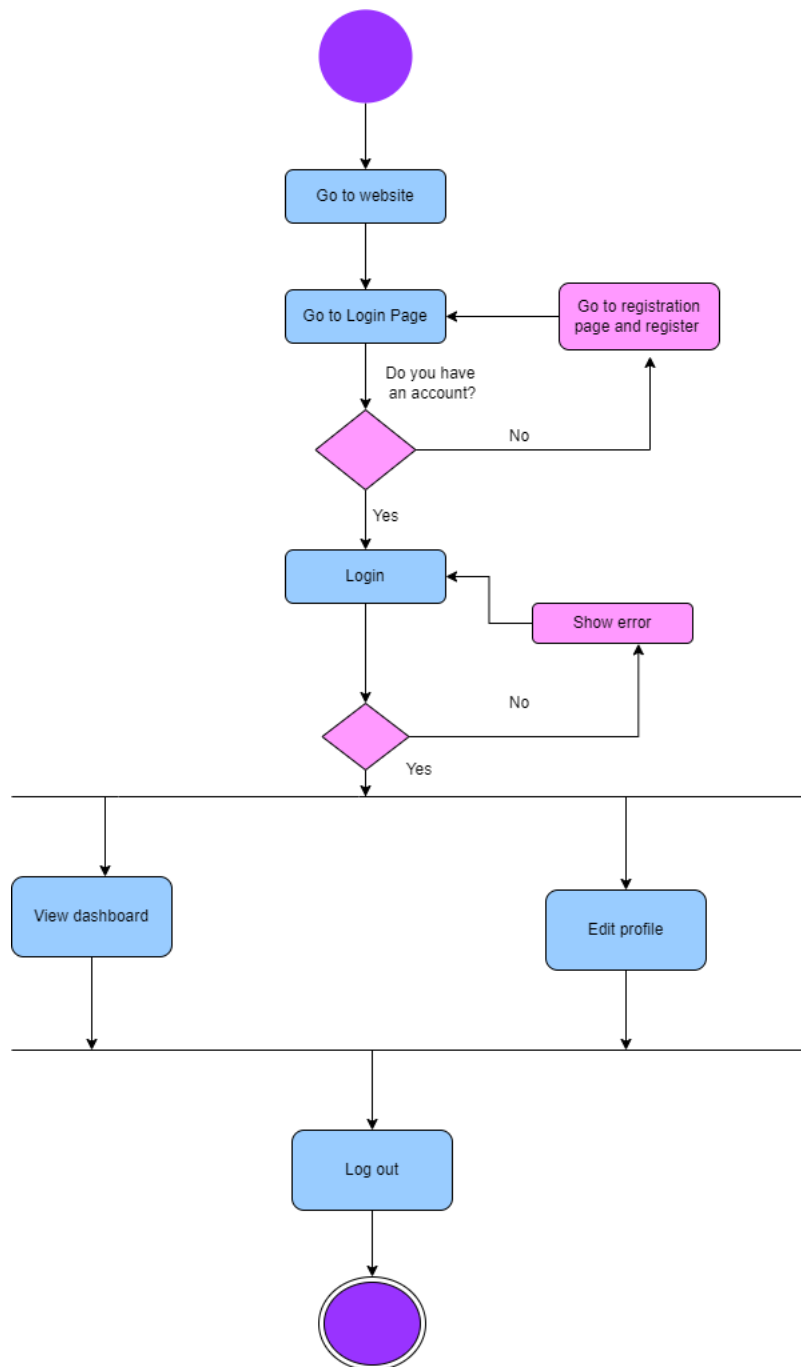 Go to website
Go to Login Page
Go to registration
page and register
Do you have
an account?
No
Yes
Login
Show error
No
Yes
View dashboard
Edit profile
Log out